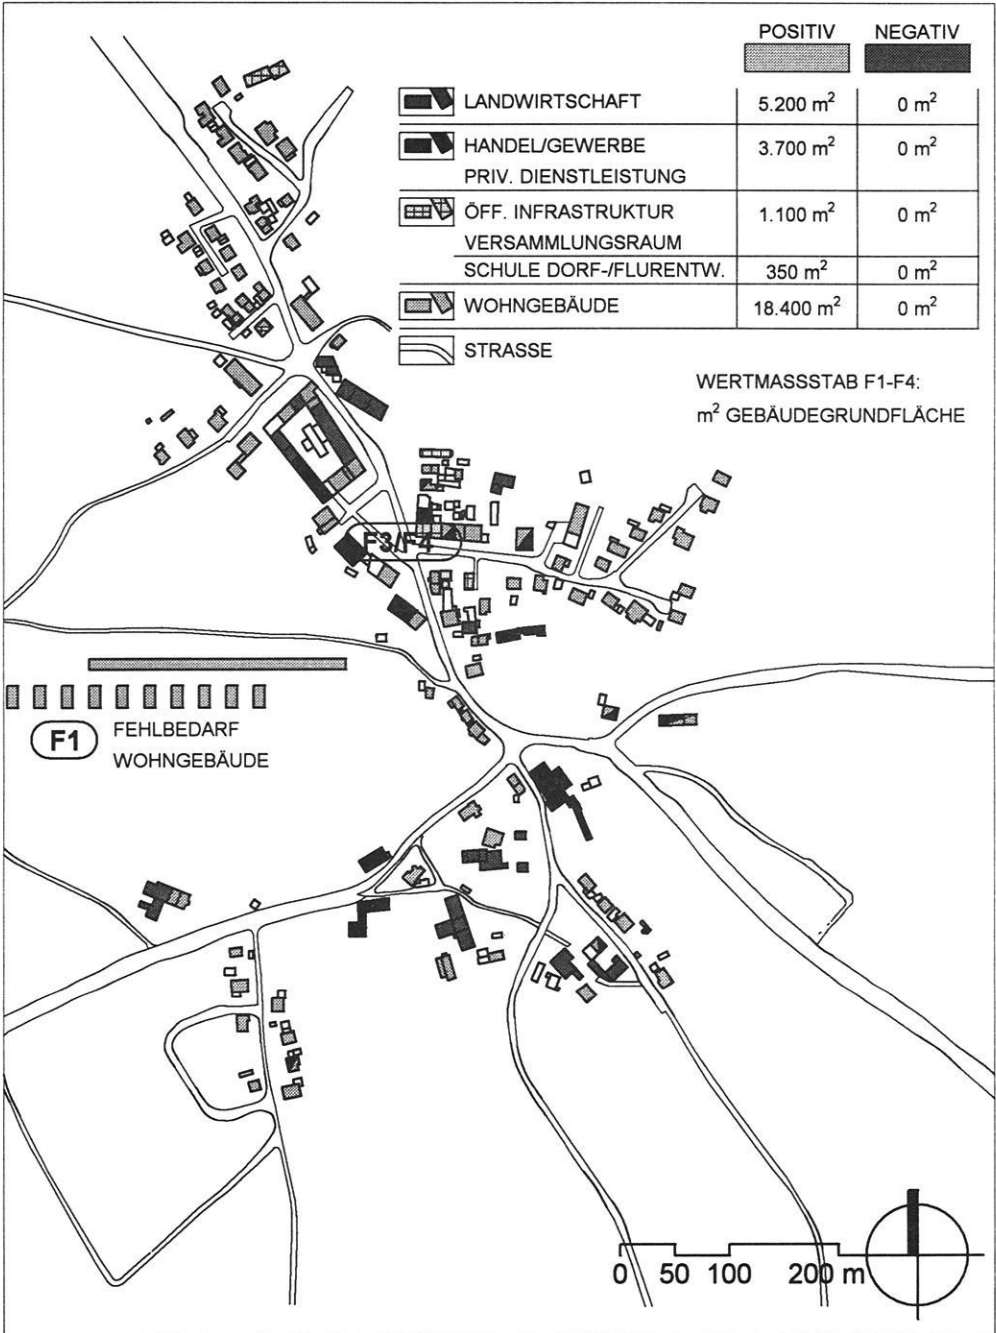 POSITIV NEGATIV
LANDWIRTSCHAFT 5.200 m² 0 m²
HANDEL/GEWERBE 3.700 m² 0 m²
PRIV. DIENSTLEISTUNG
ÖFF. INFRASTRUKTUR 1.100 m² 0 m²
VERSAMMLUNGSRAUM
SCHULE DORF-/FLURENTW. 350 m² 0 m²
WOHNGEBÄUDE 18.400 m² 0 m²
STRASSE
WERTMASSSTAB F1-F4:
m² GEBÄUDEGRUNDFLÄCHE
F3/F4
F1 FEHLBEDARF
WOHNGEBÄUDE
0 50 100 200 m